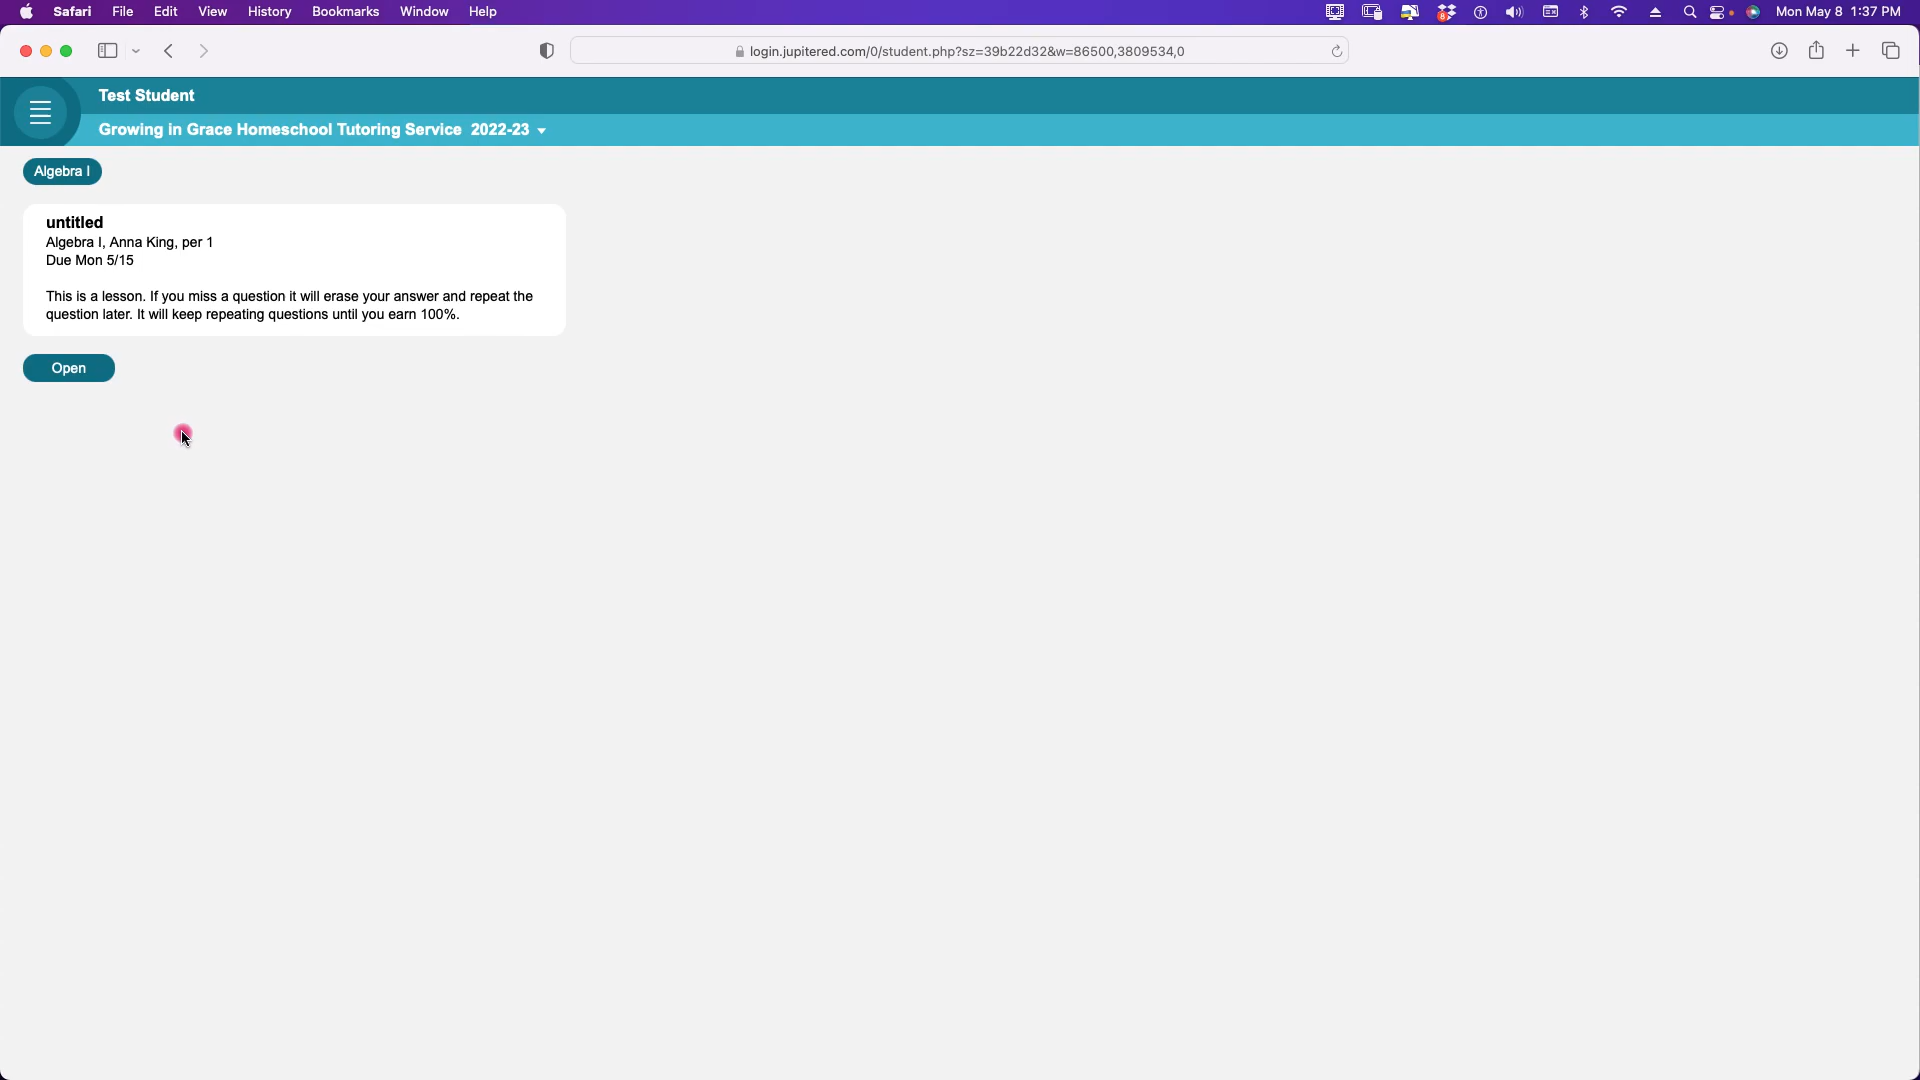 Safari File Edit View History Bookmarks Window Help 8 Mon May 8 1:37 PM
login.jupitered.com/0/student.php?sz=39b22d32&w=86500,3809534,0
Test Student
Growing in Grace Homeschool Tutoring Service 2022-23
Algebra I
untitled
Algebra I, Anna King, per 1
Due Mon 5/15
This is a lesson. If you miss a question it will erase your answer and repeat the
question later. It will keep repeating questions until you earn 100%.
Open